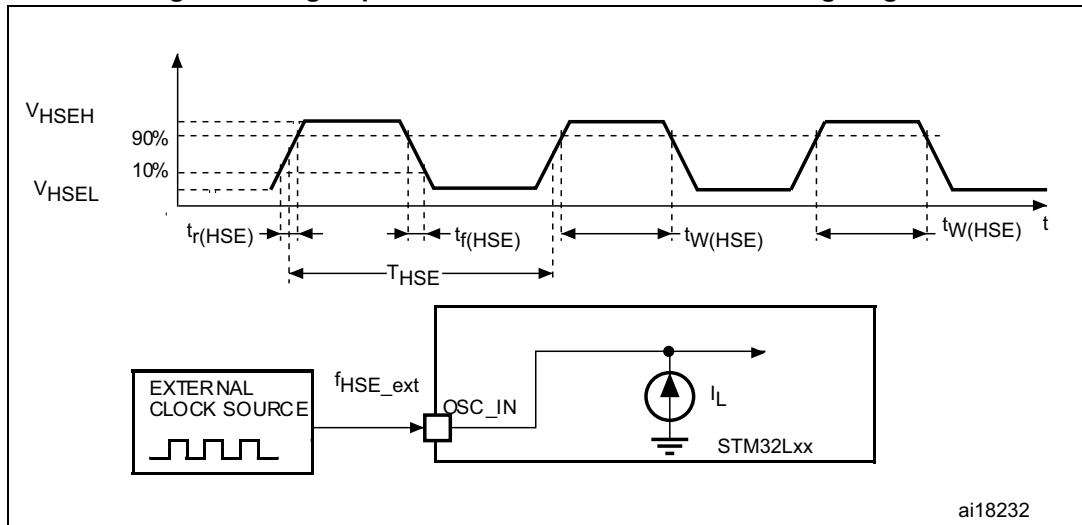 V_HSEH
90%
10%
V_HSEL
t_r(HSE)
t_f(HSE)
t_W(HSE)
t_W(HSE)
t
T_HSE
EXTERNAL
CLOCK SOURCE
f_HSE_ext
OSC_IN
I_L
STM32Lxx
ai18232